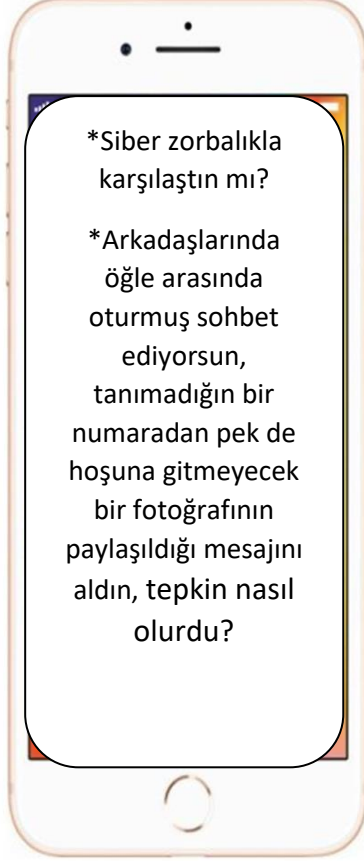 *Siber zorbalıkla
karşılaştın mı?
*Arkadaşlarında
öğle arasında
oturmuş sohbet
ediyorsun,
tanımadığın bir
numaradan pek de
hoşuna gitmeyecek
bir fotoğrafının
paylaşıldığı mesajını
aldın, tepkin nasıl
olurdu?